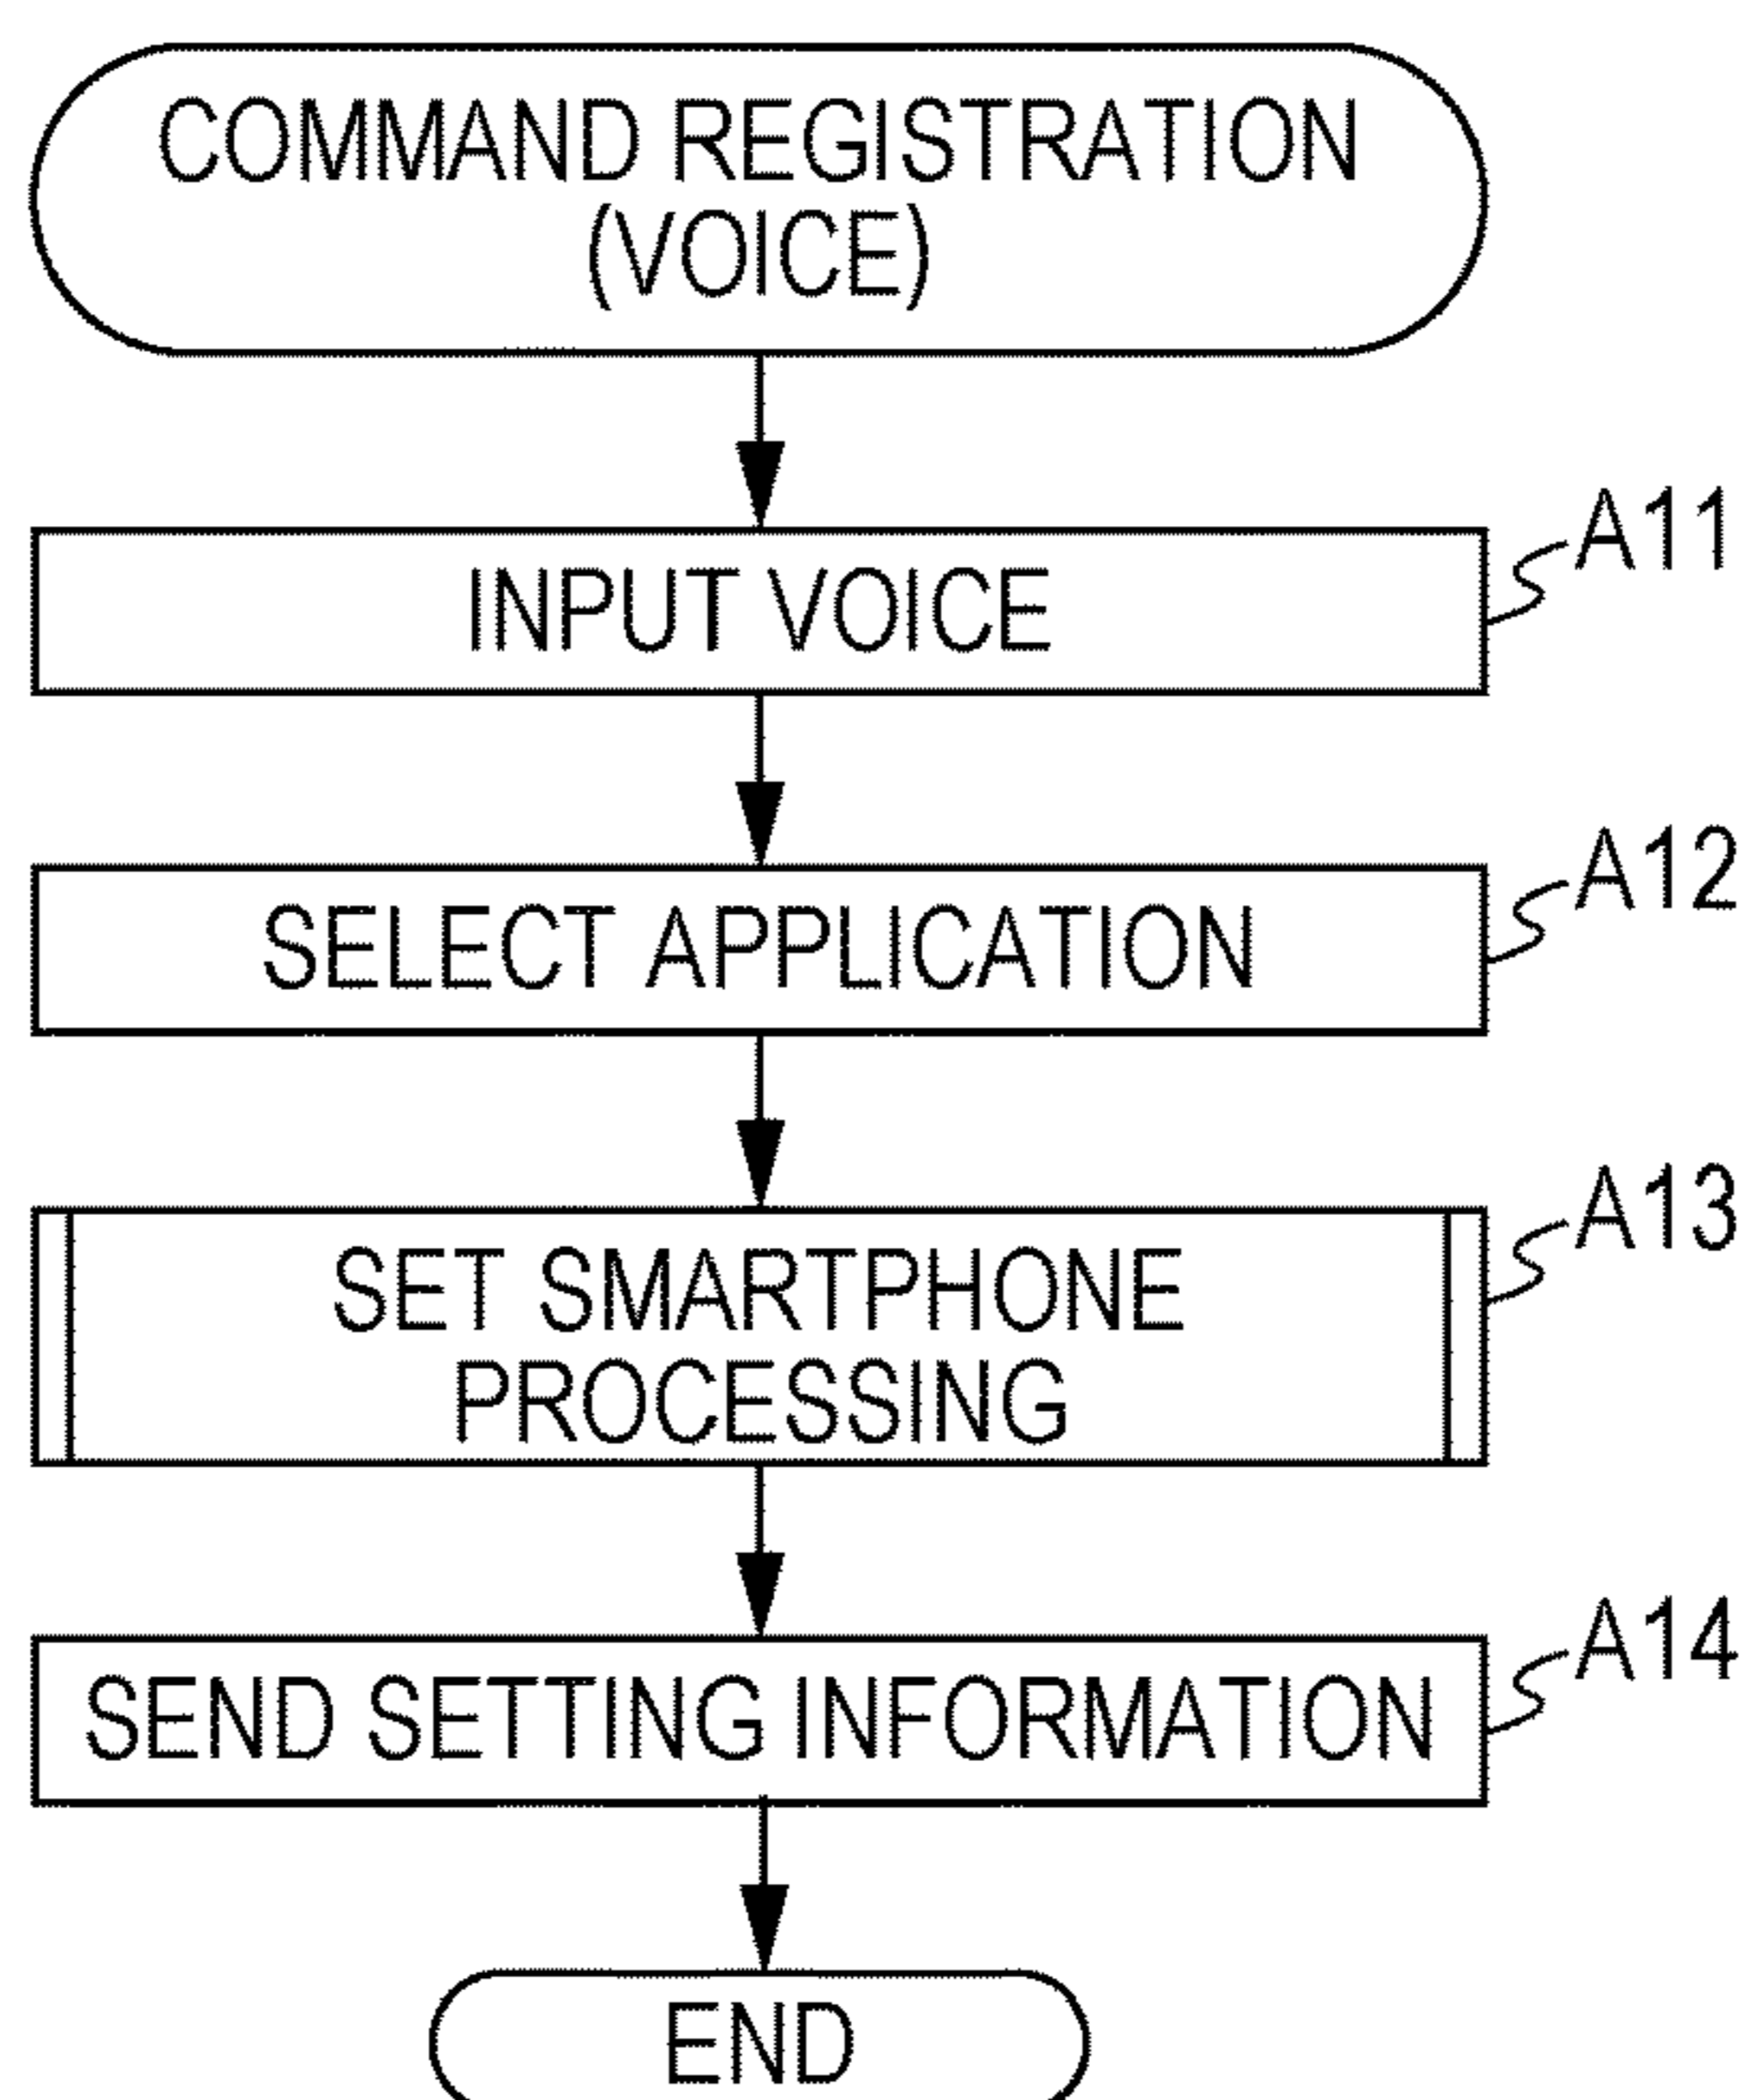 COMMAND REGISTRATION
(VOICE)
A11
INPUT VOICE
A12
SELECT APPLICATION
A13
SET SMARTPHONE
PROCESSING
A14
SEND SETTING INFORMATION
END